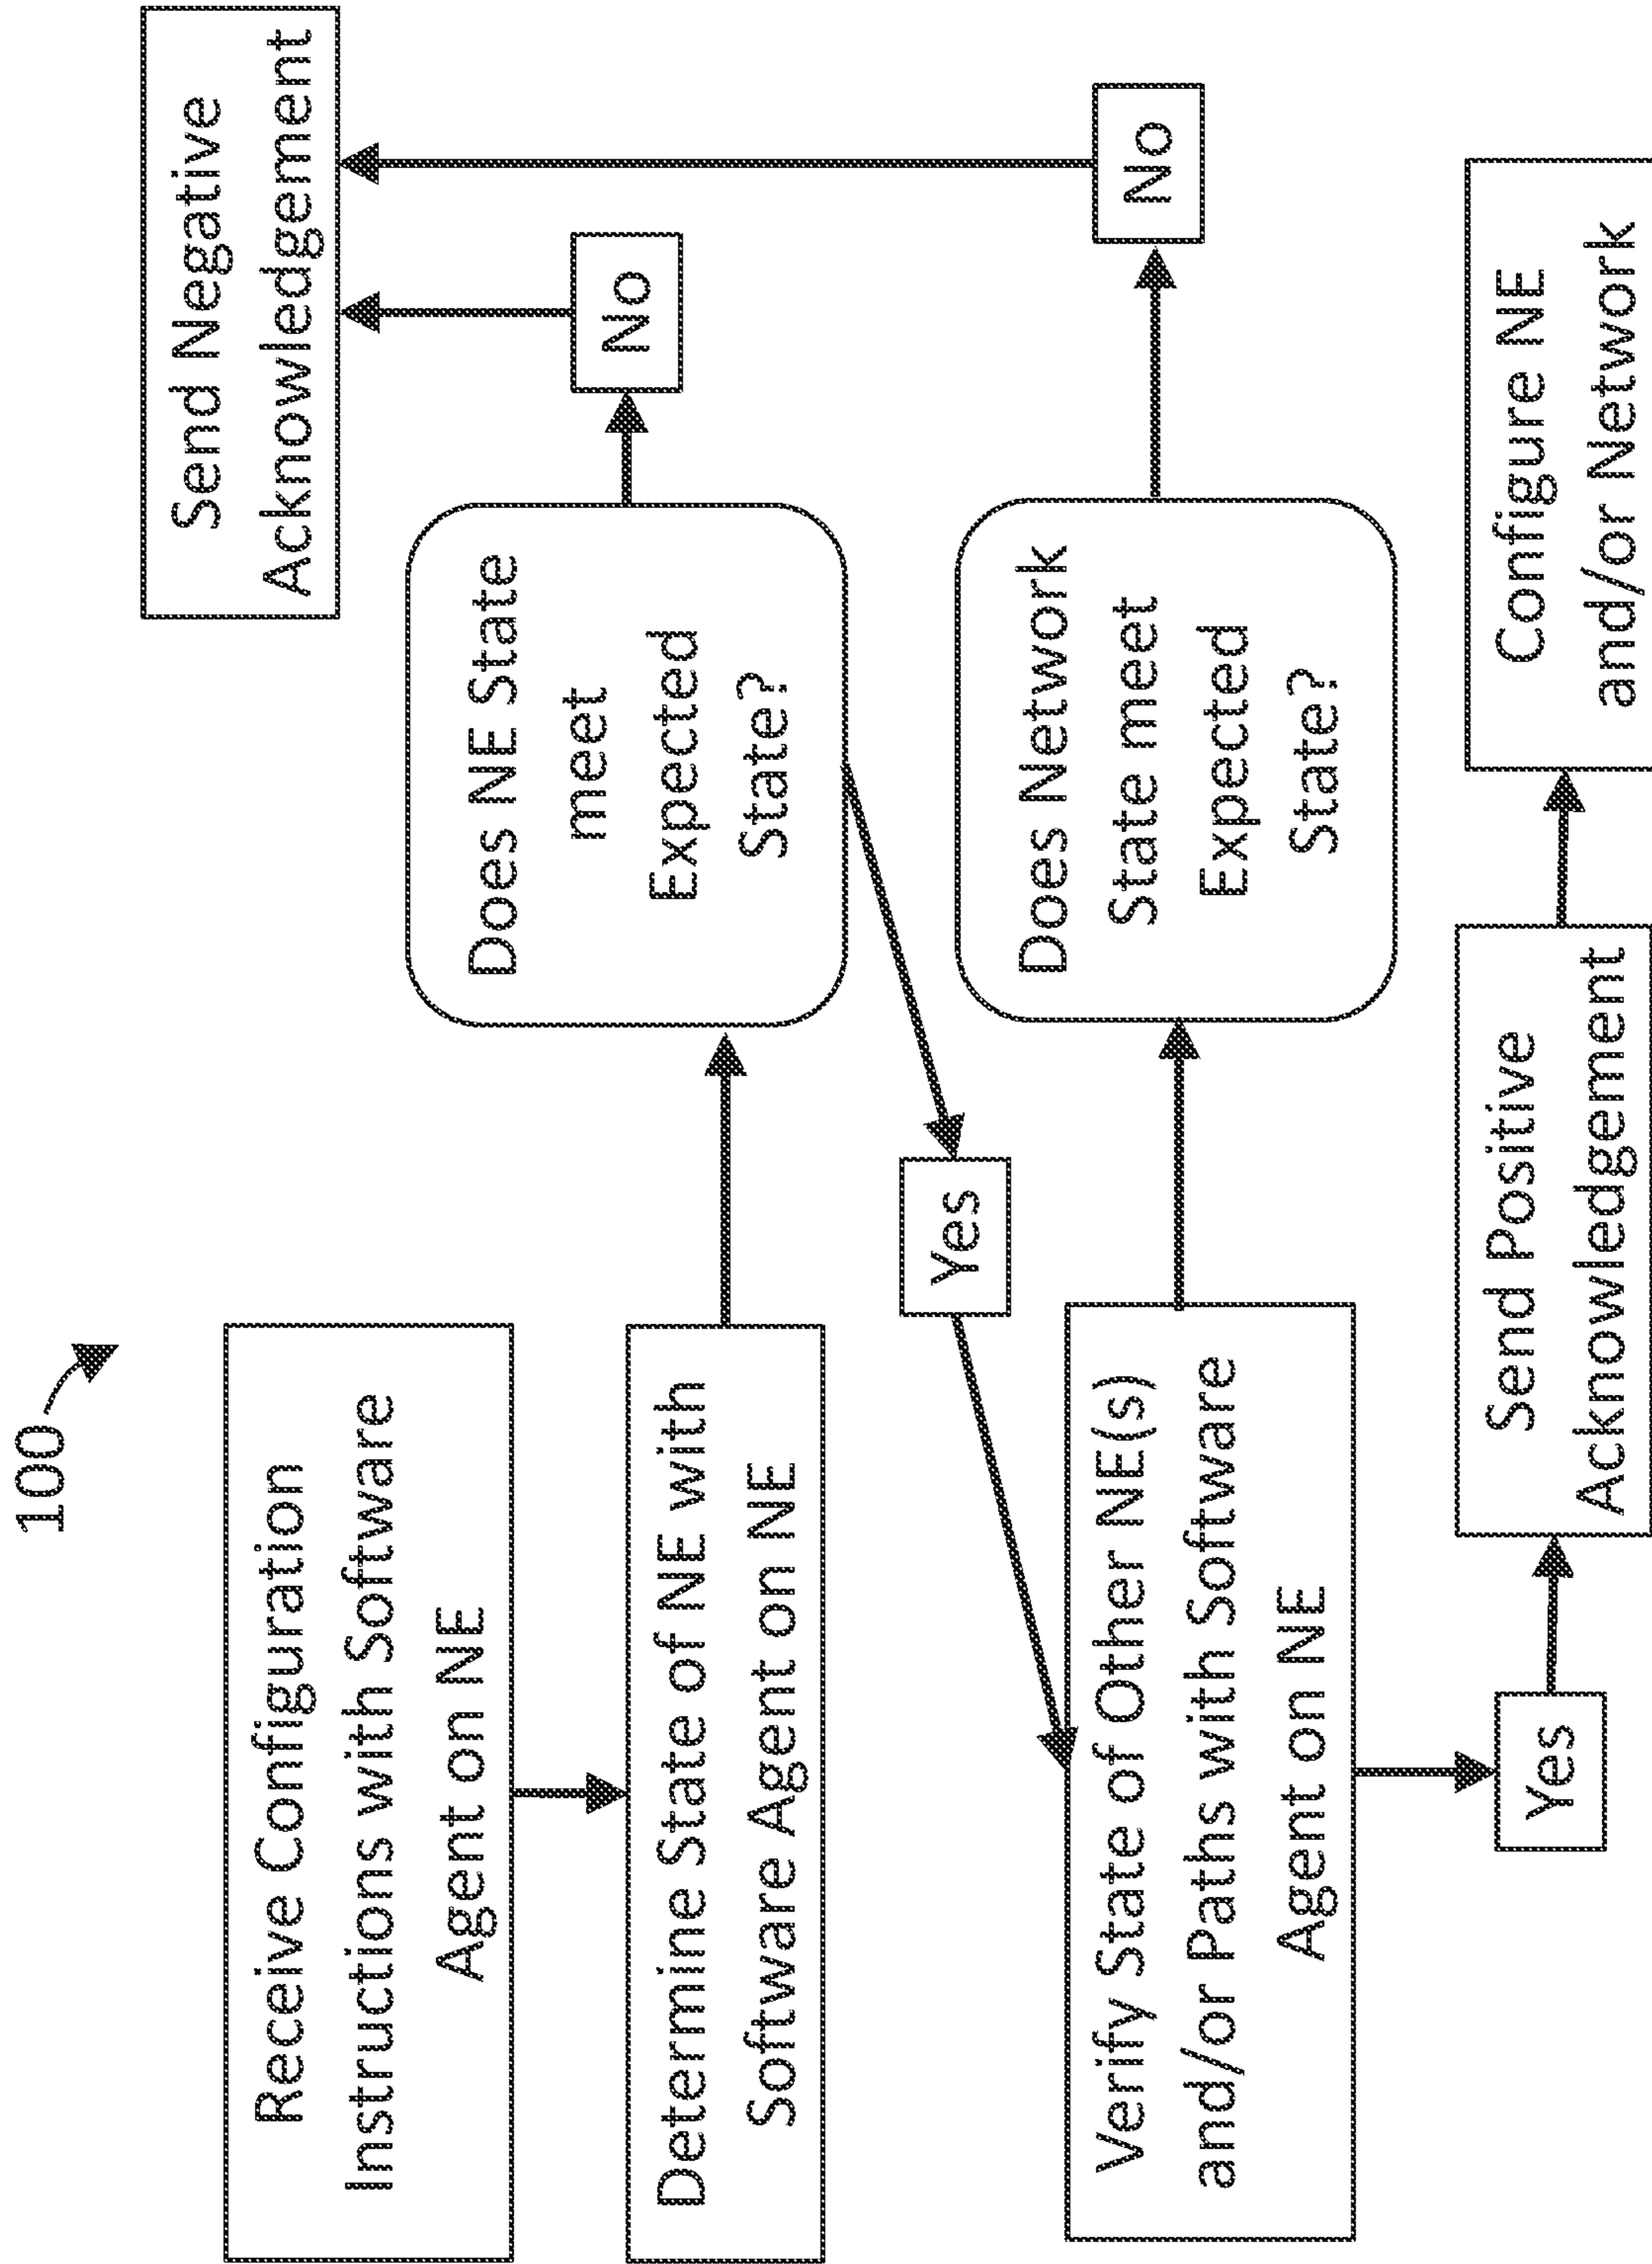 100
Receive Configuration
Instructions with Software
Agent on NE
Determine State of NE with
Software Agent on NE
Does NE State
meet
Expected
State?
No
Send Negative
Acknowledgement
Yes
Verify State of Other NE(s)
and/or Paths with Software
Agent on NE
Does Network
State meet
Expected
State?
No
Yes
Send Positive
Acknowledgement
Configure NE
and/or Network